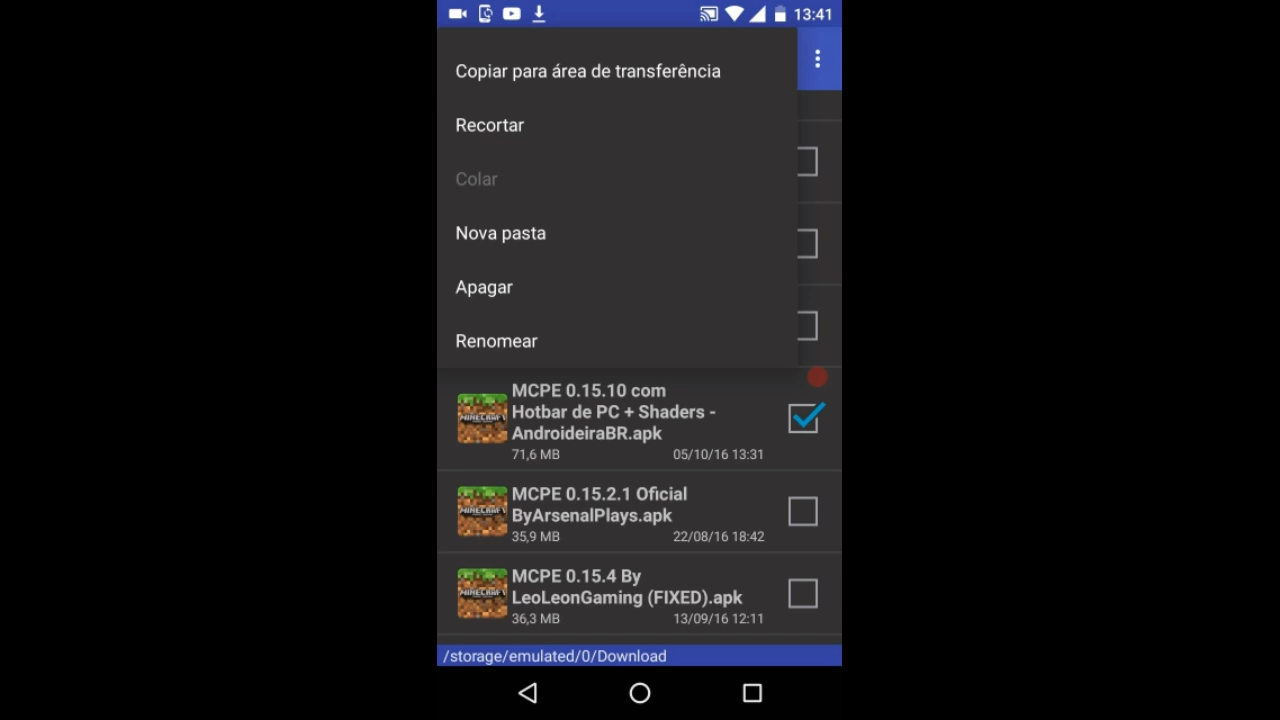 13:41
Copiar para área de transferência
Recortar
Colar
Nova pasta
Apagar
Renomear
MCPE 0.15.10 com
Hotbar de PC + Shaders -
AndroideiraBR.apk
71,6 MB 05/10/16 13:31
MCPE 0.15.2.1 Oficial
ByArsenalPlays.apk
35,9 MB 22/08/16 18:42
MCPE 0.15.4 By
LeoLeonGaming (FIXED).apk
36,3 MB 13/09/16 12:11
/storage/emulated/0/Download